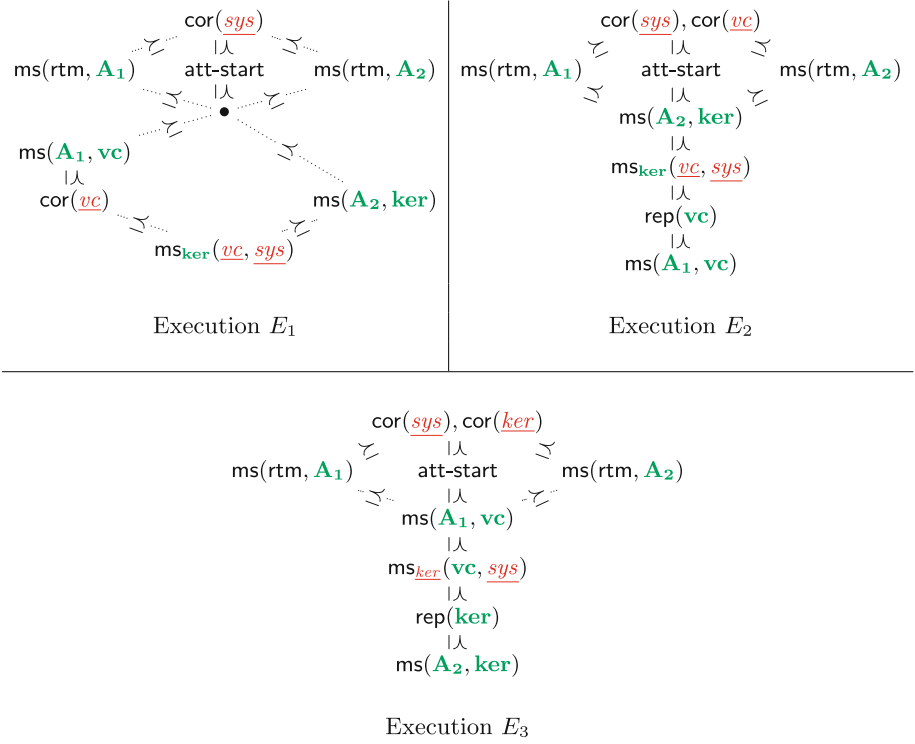 cor(sys)
ms(rtm, A₁) att-start ms(rtm, A₂)
ms(A₁, vc)
cor(vc) ms(A₂, ker)
msₖₑᵣ(vc, sys)
Execution E₁
cor(sys), cor(vc)
ms(rtm, A₁) att-start ms(rtm, A₂)
ms(A₂, ker)
msₖₑᵣ(vc, sys)
rep(vc)
ms(A₁, vc)
Execution E₂
cor(sys), cor(ker)
ms(rtm, A₁) att-start ms(rtm, A₂)
ms(A₁, vc)
msₖₑᵣ(vc, sys)
rep(ker)
ms(A₂, ker)
Execution E₃